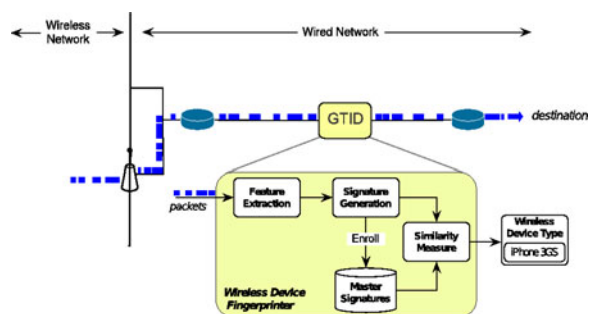 Wireless
Network
Wired Network
GTID
destination
packets
Feature
Extraction
Signature
Generation
Enroll
Similarity
Measure
Wireless
Device Type
iPhone 3GS
Master
Signatures
Wireless Device
Fingerprinter